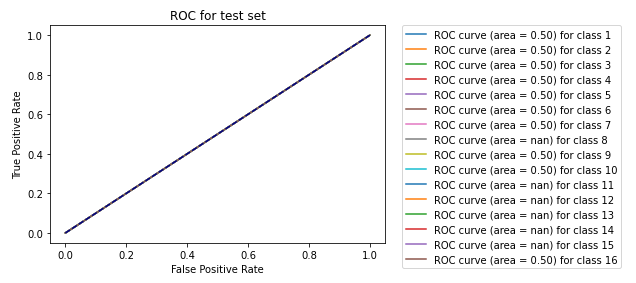 ROC for test set
True Positive Rate
1.0
0.8
0.6
0.4
0.2
0.0
0.0 0.2 0.4 0.6 0.8 1.0
False Positive Rate
ROC curve (area = 0.50) for class 1
ROC curve (area = 0.50) for class 2
ROC curve (area = 0.50) for class 3
ROC curve (area = 0.50) for class 4
ROC curve (area = 0.50) for class 5
ROC curve (area = 0.50) for class 6
ROC curve (area = 0.50) for class 7
ROC curve (area = nan) for class 8
ROC curve (area = 0.50) for class 9
ROC curve (area = 0.50) for class 10
ROC curve (area = nan) for class 11
ROC curve (area = nan) for class 12
ROC curve (area = nan) for class 13
ROC curve (area = nan) for class 14
ROC curve (area = nan) for class 15
ROC curve (area = 0.50) for class 16